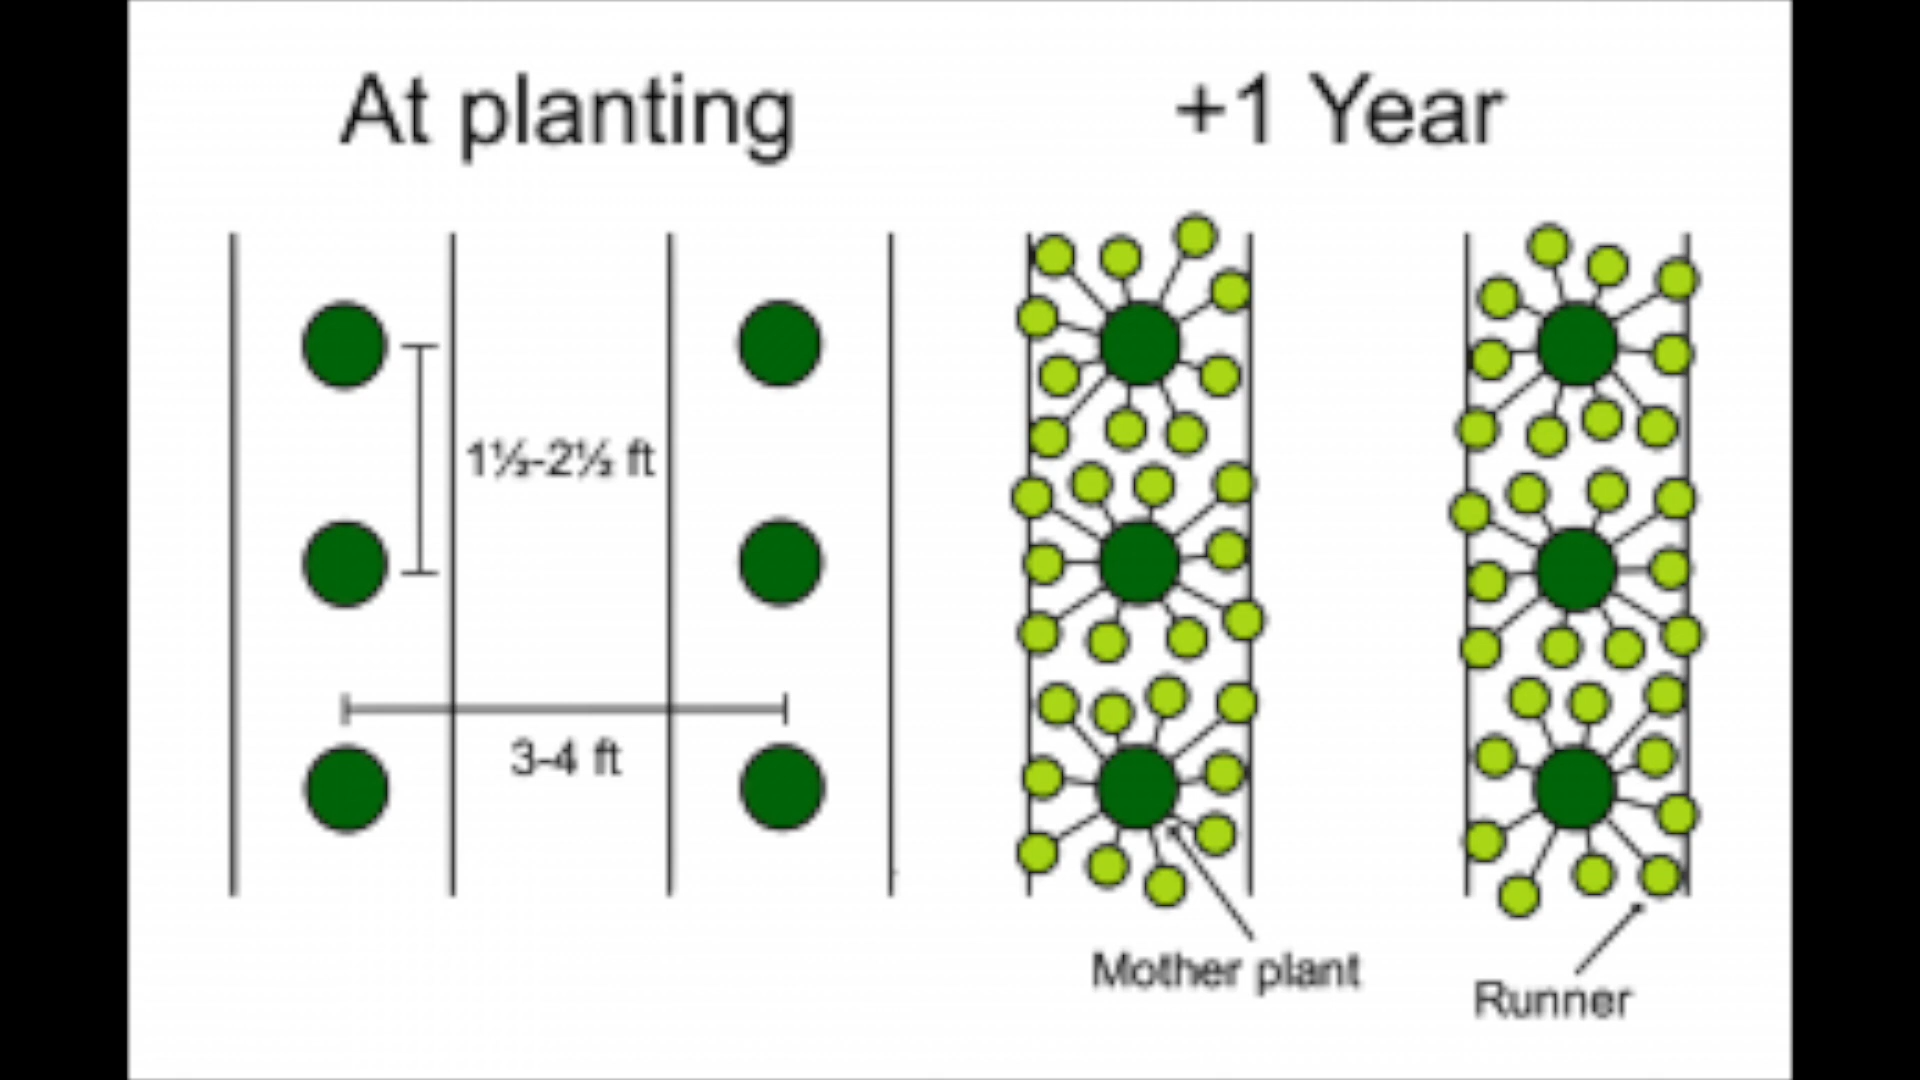 At planting
+1 Year
1½-2½ ft
3-4 ft
Mother plant
Runner